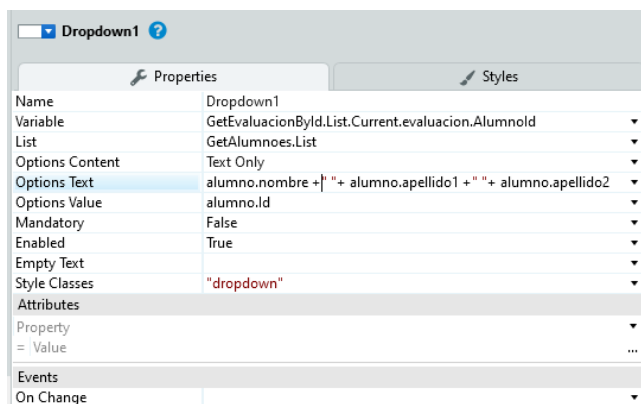 Dropdown1 ?
Properties Styles
Name Dropdown1
Variable GetEvaluacionById.List.Current.evaluacion.AlumnoId
List GetAlumnoes.List
Options Content Text Only
Options Text alumno.nombre +" "+ alumno.apellido1 +" "+ alumno.apellido2
Options Value alumno.Id
Mandatory False
Enabled True
Empty Text
Style Classes "dropdown"
Attributes
Property
= Value ...
Events
On Change